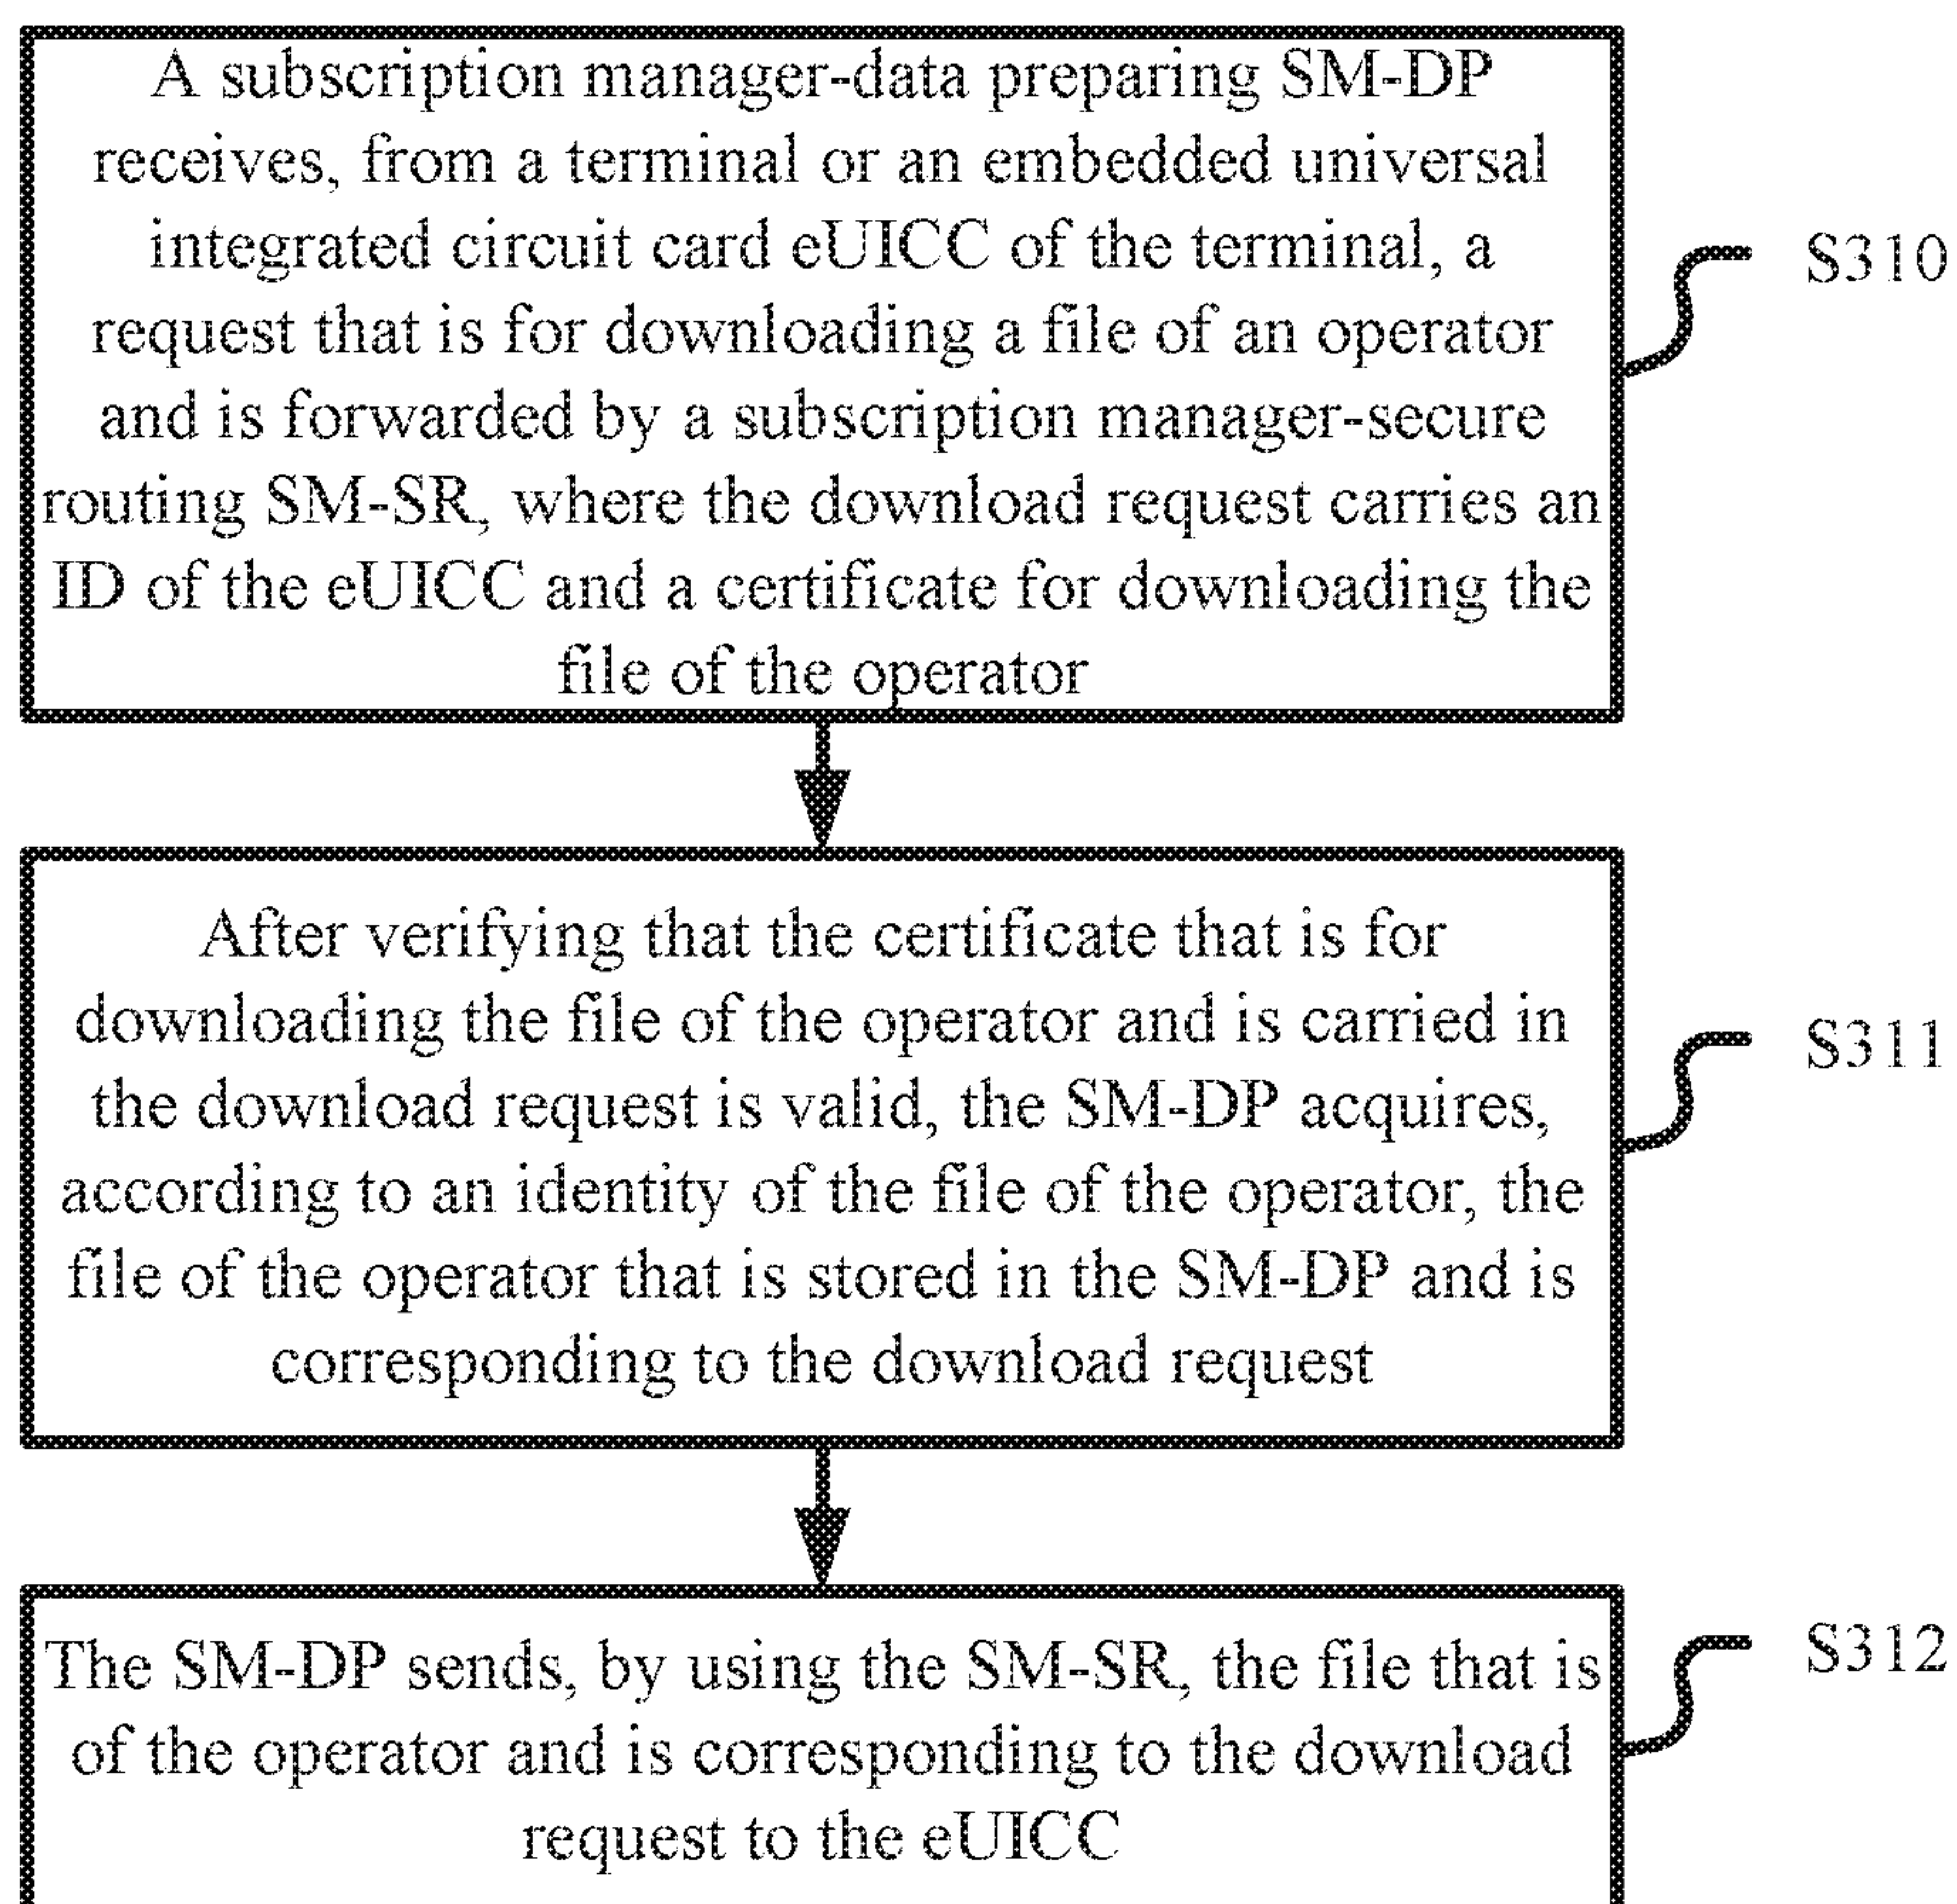 A subscription manager-data preparing SM-DP
receives, from a terminal or an embedded universal
integrated circuit card eUICC of the terminal, a
request that is for downloading a file of an operator
and is forwarded by a subscription manager-secure
routing SM-SR, where the download request carries an
ID of the eUICC and a certificate for downloading the
file of the operator
S310
After verifying that the certificate that is for
downloading the file of the operator and is carried in
the download request is valid, the SM-DP acquires,
according to an identity of the file of the operator, the
file of the operator that is stored in the SM-DP and is
corresponding to the download request
S311
The SM-DP sends, by using the SM-SR, the file that is
of the operator and is corresponding to the download
request to the eUICC
S312